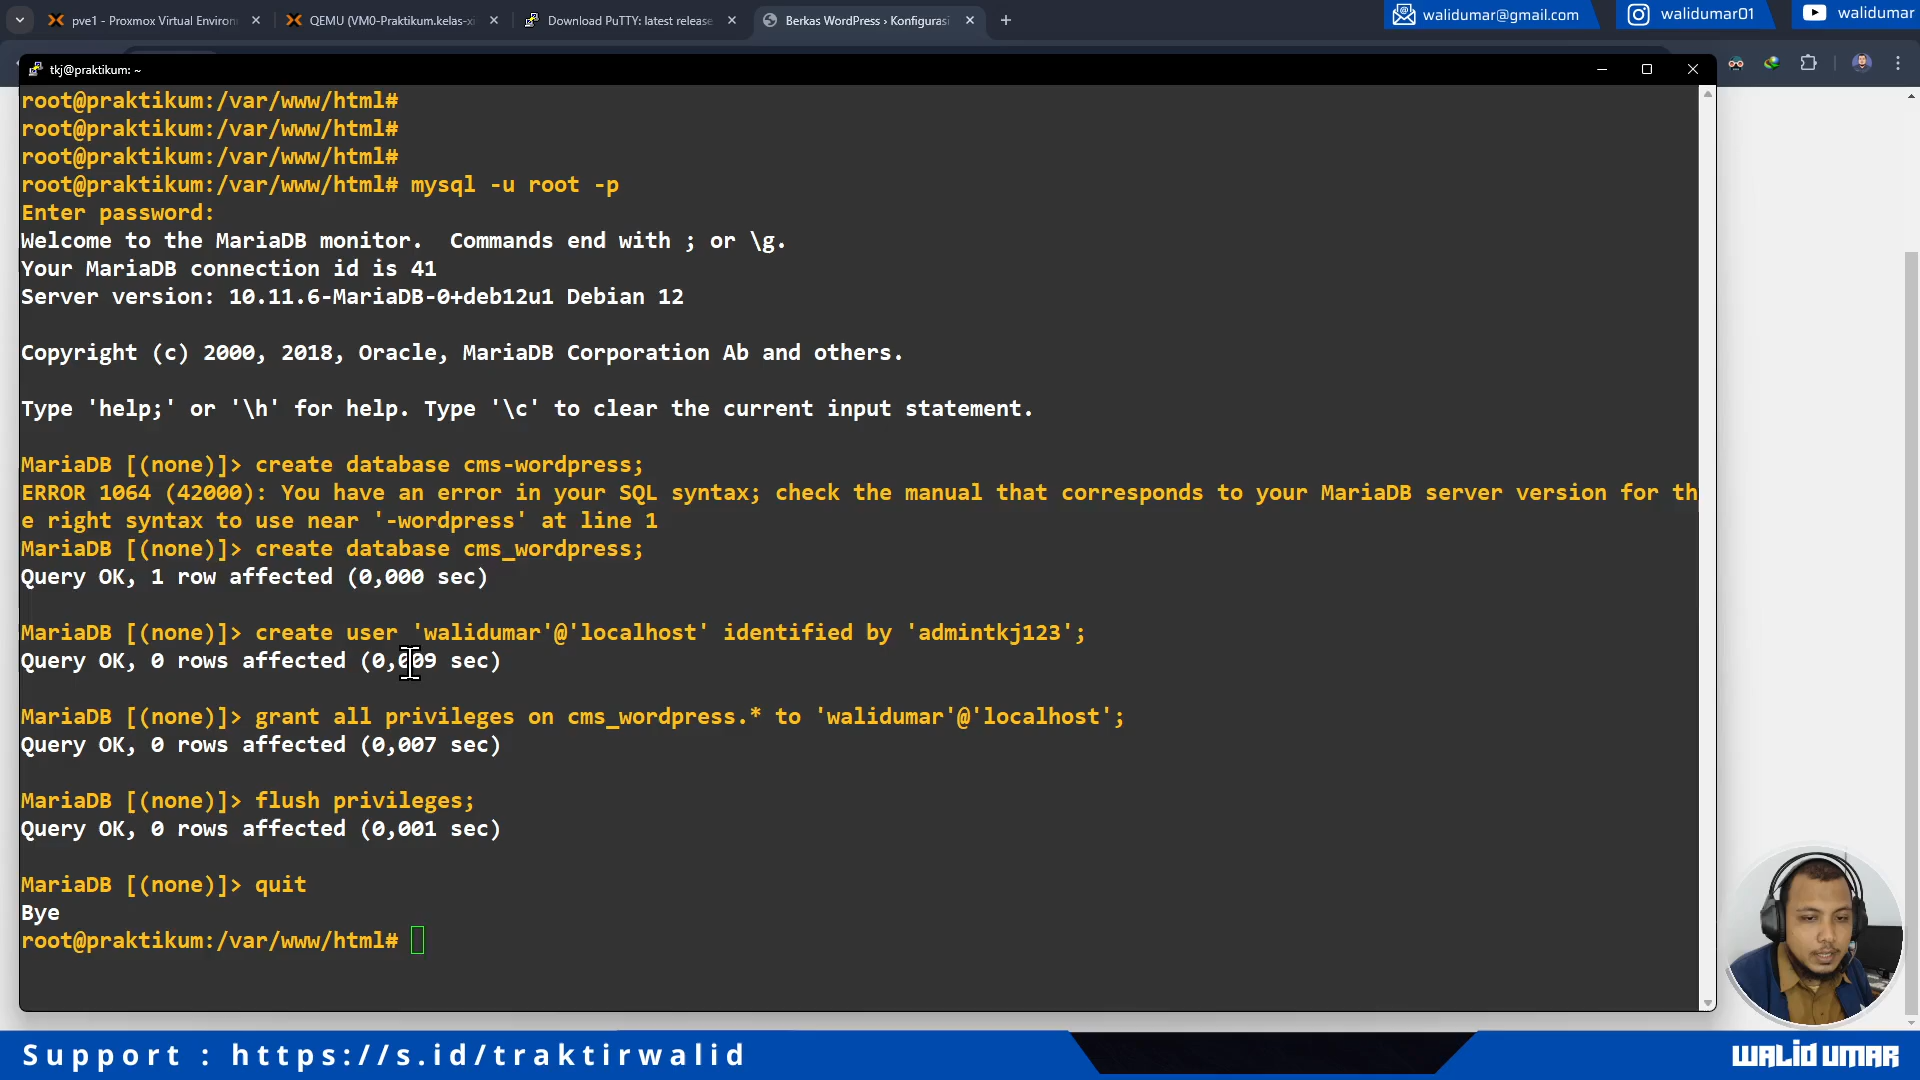 pve1 - Proxmox Virtual Environ
QEMU (VM0-Praktikum.kelas-xi
Download PuTTY: latest release
Berkas WordPress › Konfigurasi
walidumar@gmail.com
walidumar01
walidumar
tkj@praktikum: ~
root@praktikum:/var/www/html#
root@praktikum:/var/www/html#
root@praktikum:/var/www/html#
root@praktikum:/var/www/html# mysql -u root -p
Enter password:
Welcome to the MariaDB monitor.  Commands end with ; or \g.
Your MariaDB connection id is 41
Server version: 10.11.6-MariaDB-0+deb12u1 Debian 12
Copyright (c) 2000, 2018, Oracle, MariaDB Corporation Ab and others.
Type 'help;' or '\h' for help. Type '\c' to clear the current input statement.
MariaDB [(none)]> create database cms-wordpress;
ERROR 1064 (42000): You have an error in your SQL syntax; check the manual that corresponds to your MariaDB server version for th
e right syntax to use near '-wordpress' at line 1
MariaDB [(none)]> create database cms_wordpress;
Query OK, 1 row affected (0,000 sec)
MariaDB [(none)]> create user 'walidumar'@'localhost' identified by 'admintkj123';
Query OK, 0 rows affected (0,009 sec)
MariaDB [(none)]> grant all privileges on cms_wordpress.* to 'walidumar'@'localhost';
Query OK, 0 rows affected (0,007 sec)
MariaDB [(none)]> flush privileges;
Query OK, 0 rows affected (0,001 sec)
MariaDB [(none)]> quit
Bye
root@praktikum:/var/www/html#
Support : https://s.id/traktirwalid
WALID UMAR